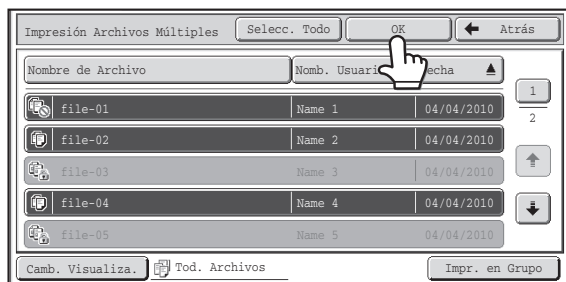 Impresión Archivos Múltiples Selecc. Todo OK Atrás
Nombre de Archivo Nomb. Usuari echa
file-01 Name 1 04/04/2010
1
2
file-02 Name 2 04/04/2010
file-03 Name 3 04/04/2010
file-04 Name 4 04/04/2010
file-05 Name 5 04/04/2010
Camb. Visualiza. Tod. Archivos Impr. en Grupo